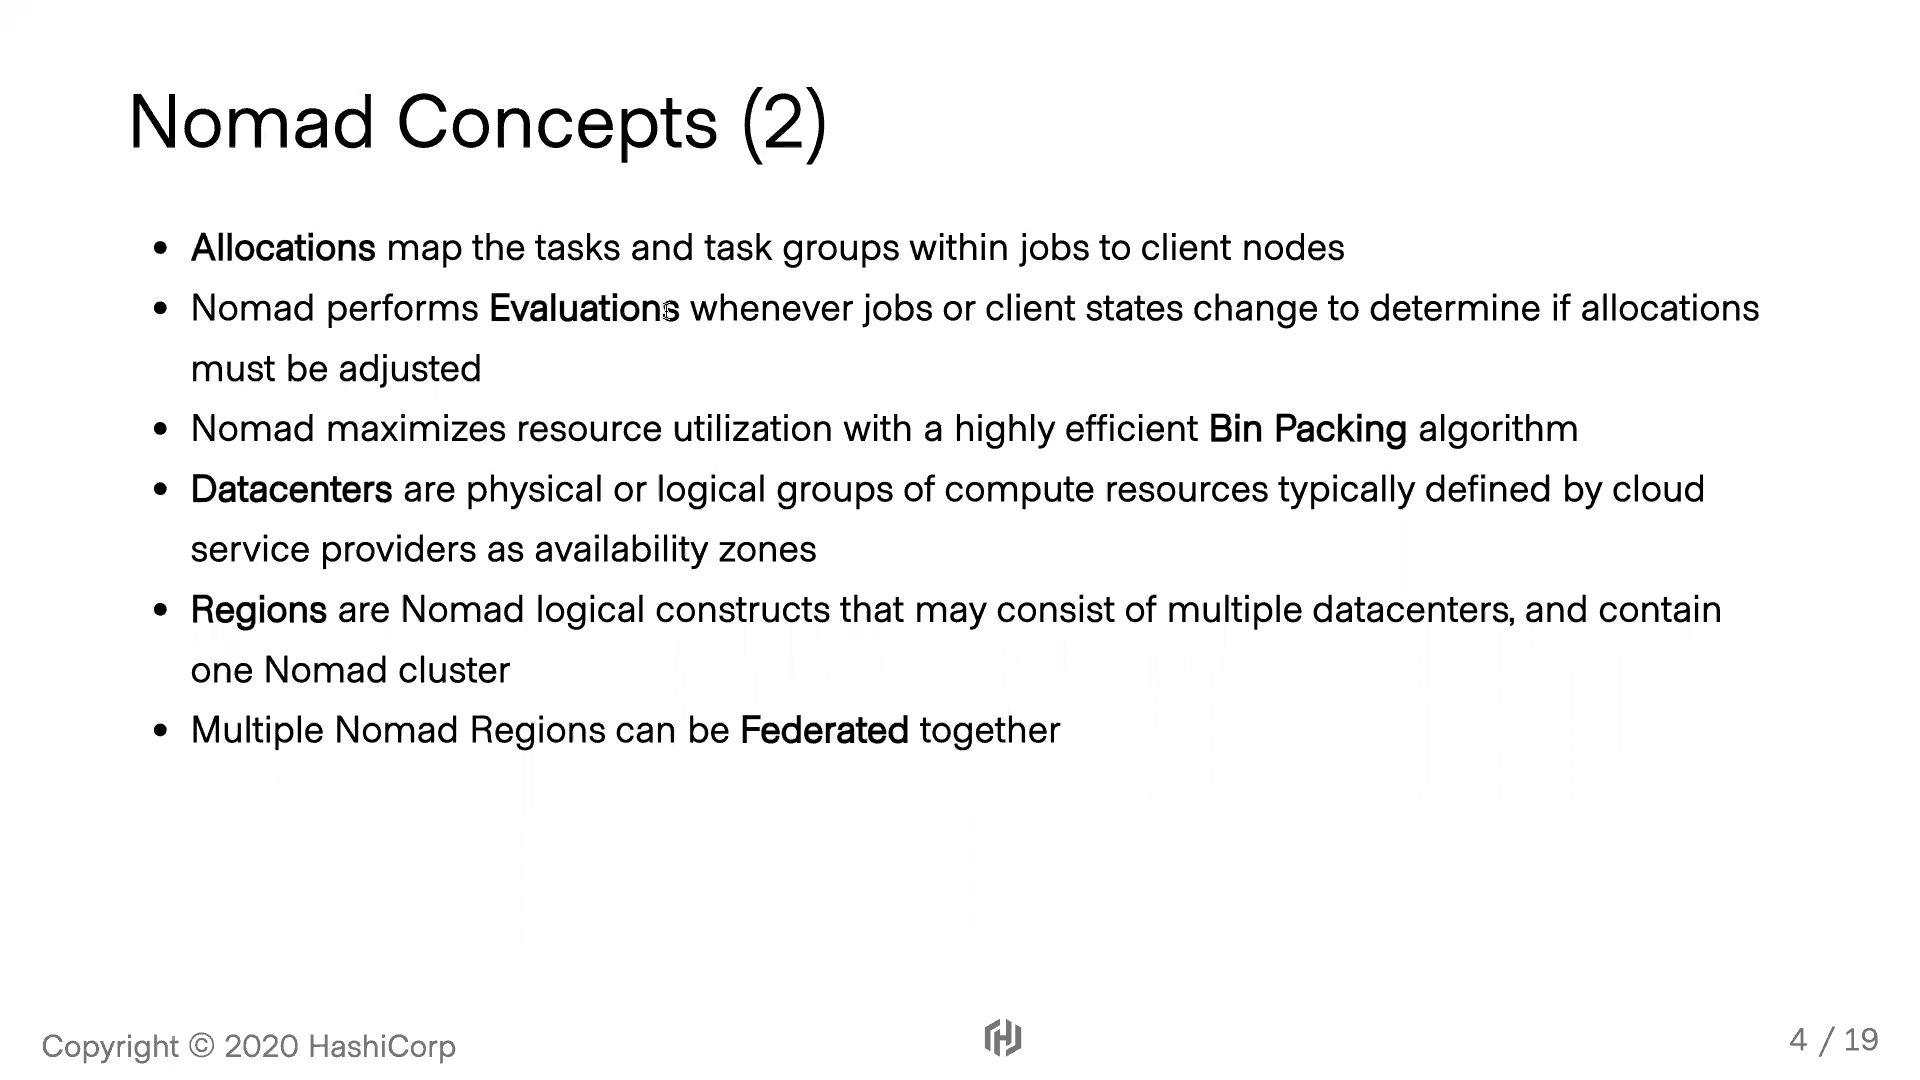 Nomad Concepts (2)
• Allocations map the tasks and task groups within jobs to client nodes
• Nomad performs Evaluations whenever jobs or client states change to determine if allocations
must be adjusted
• Nomad maximizes resource utilization with a highly efficient Bin Packing algorithm
• Datacenters are physical or logical groups of compute resources typically defined by cloud
service providers as availability zones
• Regions are Nomad logical constructs that may consist of multiple datacenters, and contain
one Nomad cluster
• Multiple Nomad Regions can be Federated together
Copyright © 2020 HashiCorp
4 / 19